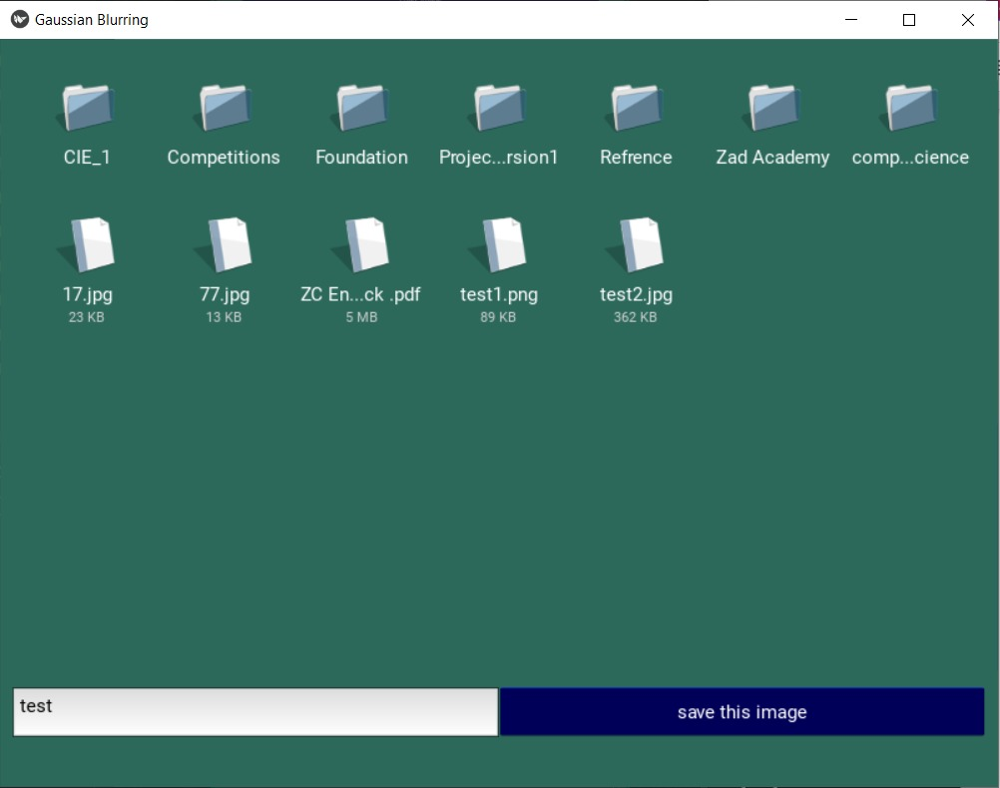 Gaussian Blurring
CIE_1 Competitions Foundation Projec...rsion1 Refrence Zad Academy comp...cience
17.jpg 77.jpg ZC En...ck .pdf test1.png test2.jpg
23 KB 13 KB 5 MB 89 KB 362 KB
test save this image